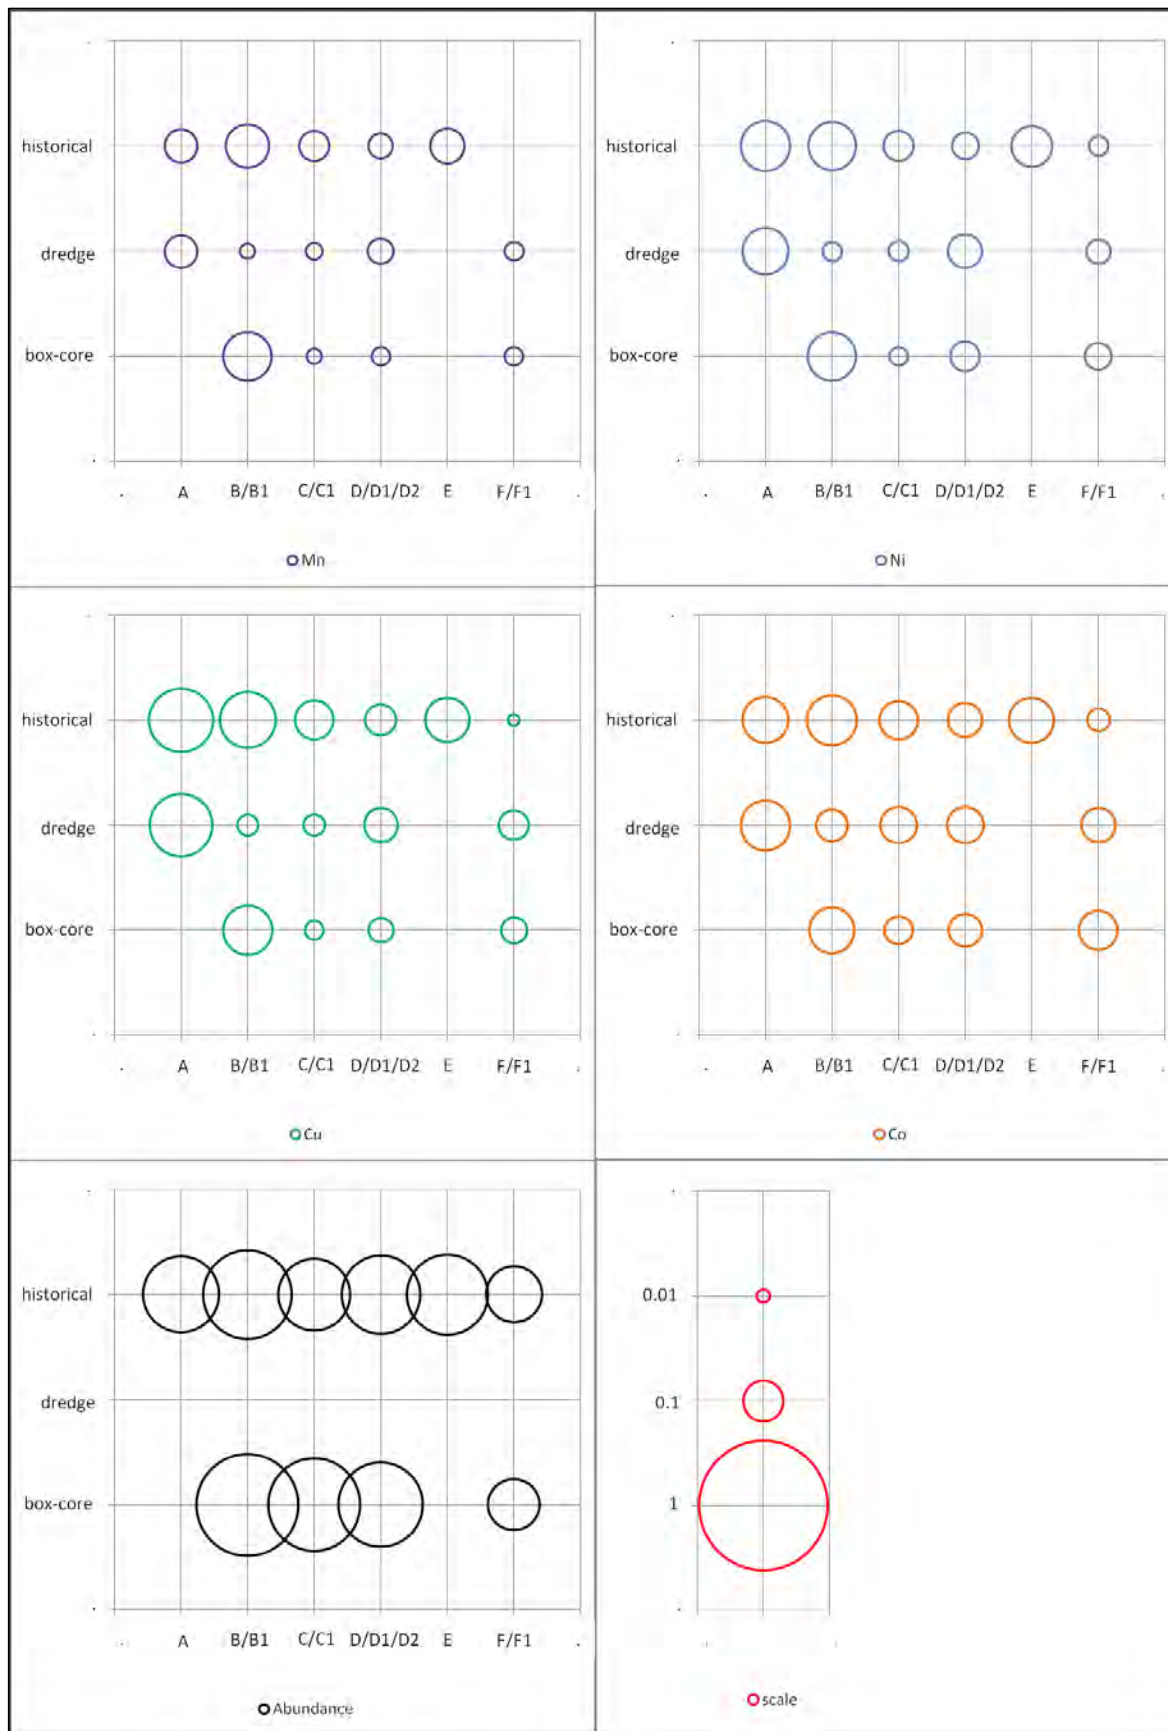 historical
dredge
box-core
A B/B1 C/C1 D/D1/D2 E F/F1
Mn
historical
dredge
box-core
A B/B1 C/C1 D/D1/D2 E F/F1
Ni
historical
dredge
box-core
A B/B1 C/C1 D/D1/D2 E F/F1
Cu
historical
dredge
box-core
A B/B1 C/C1 D/D1/D2 E F/F1
Co
historical
dredge
box-core
A B/B1 C/C1 D/D1/D2 E F/F1
Abundance
0.01
0.1
1
scale